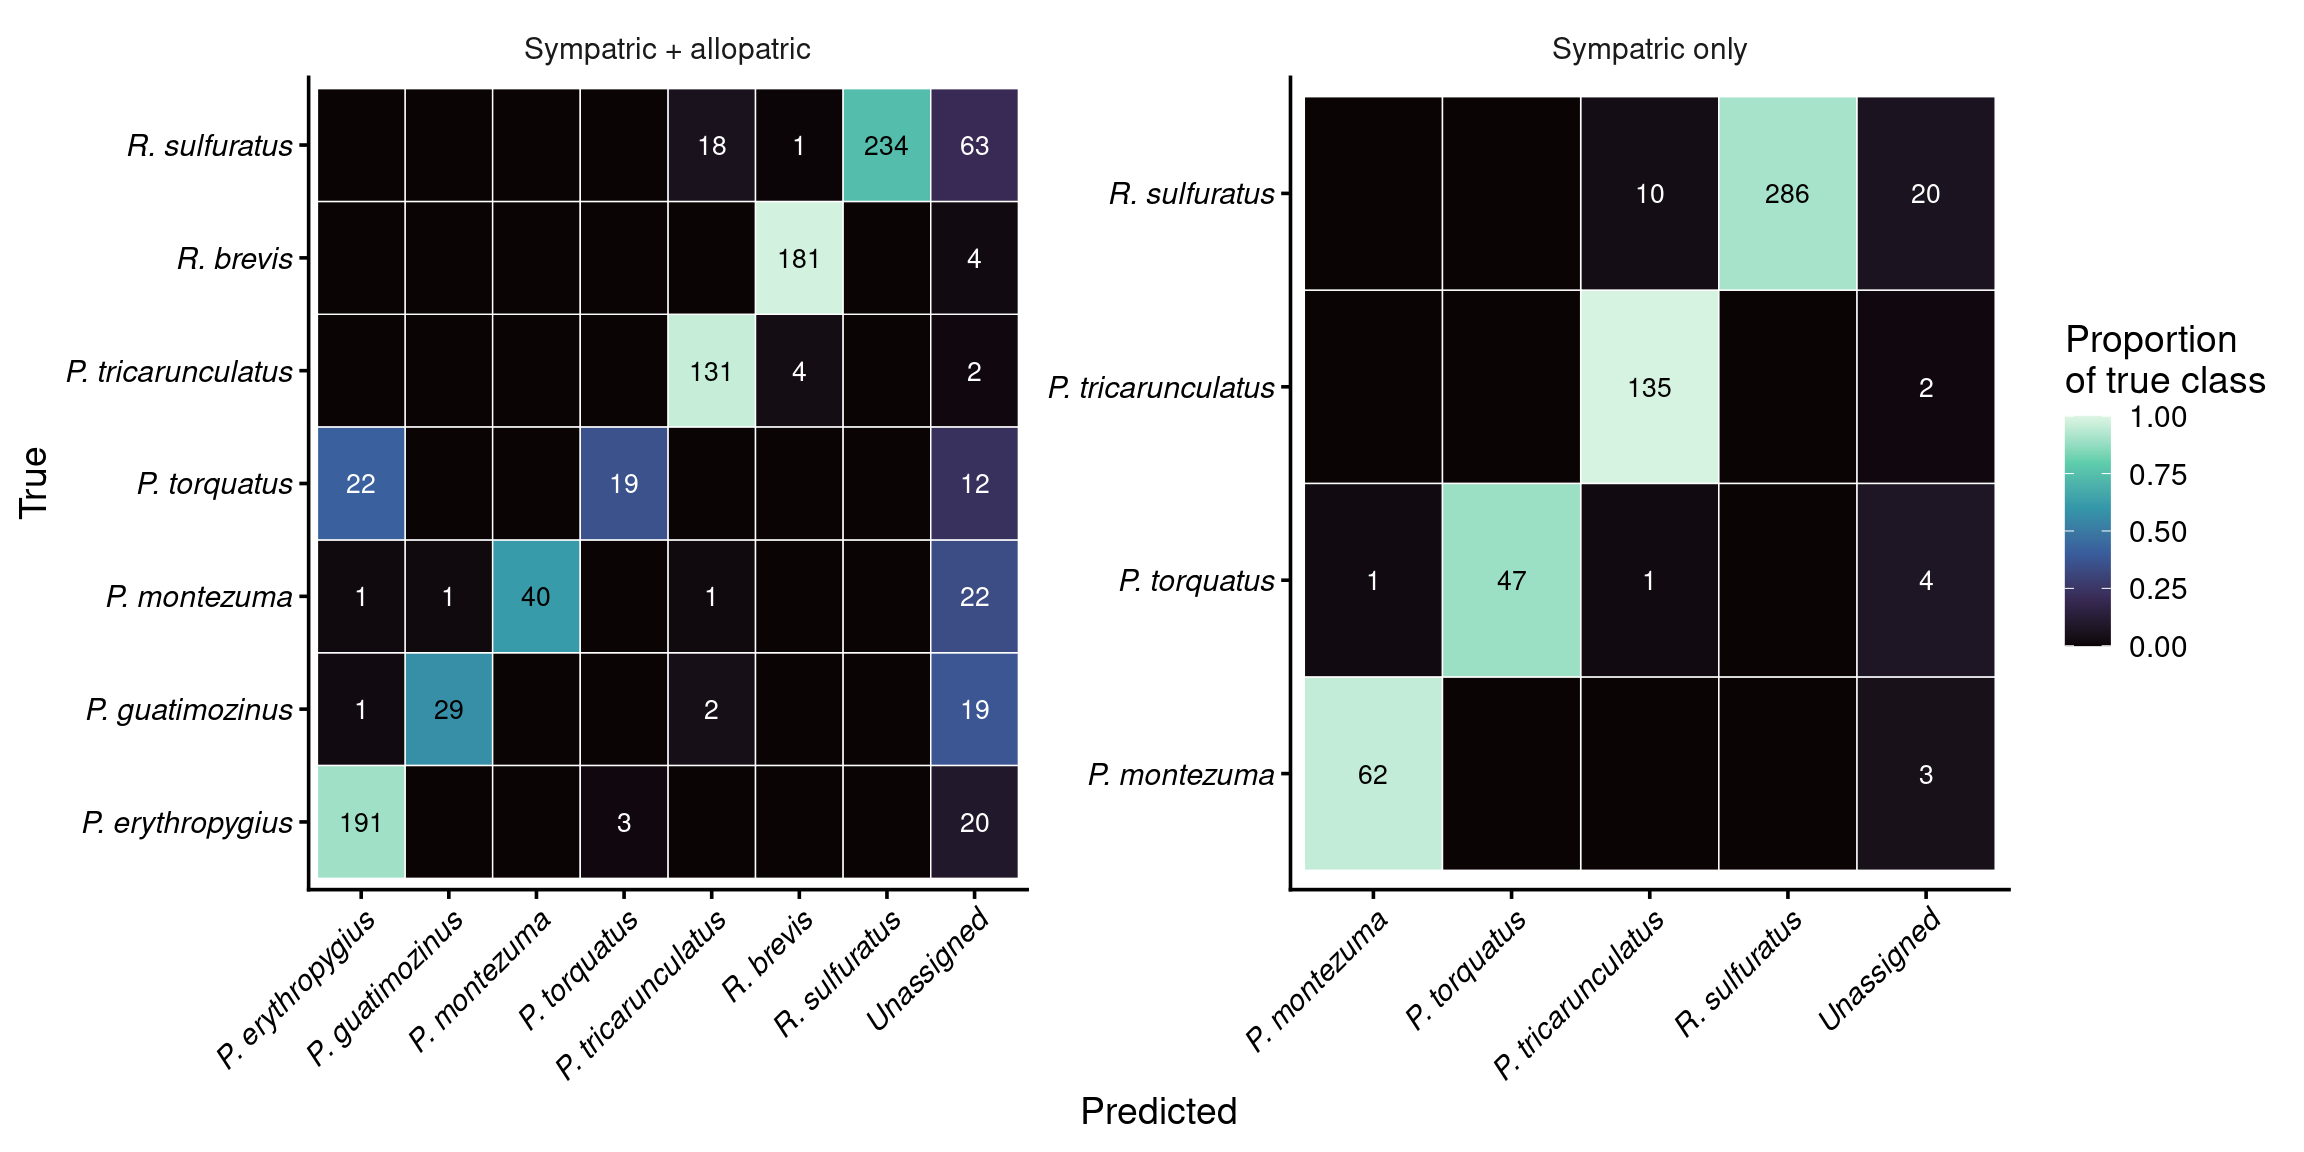 Sympatric + allopatric
Sympatric only
True
R. sulfuratus
18 1 234 63
R. brevis
181 4
P. tricarunculatus
131 4 2
P. torquatus
22 19 12
P. montezuma
1 1 40 1 22
P. guatimozinus
1 29 2 19
P. erythropygius
191 3 20
P. erythropygius
P. guatimozinus
P. montezuma
P. torquatus
P. tricarunculatus
R. brevis
R. sulfuratus
Unassigned
R. sulfuratus
10 286 20
P. tricarunculatus
135 2
P. torquatus
1 47 1 4
P. montezuma
62 3
P. montezuma
P. torquatus
P. tricarunculatus
R. sulfuratus
Unassigned
Predicted
Proportion
of true class
1.00
0.75
0.50
0.25
0.00